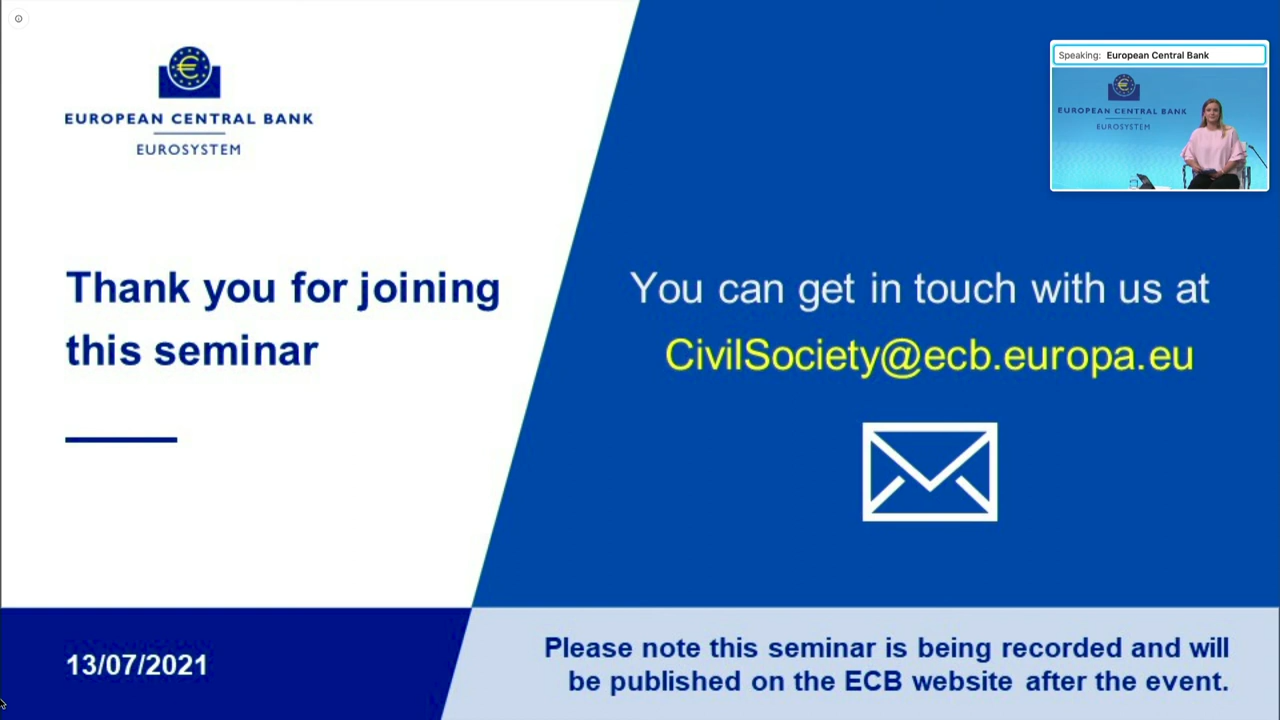 EUROPEAN CENTRAL BANK
EUROSYSTEM
Speaking: European Central Bank
EUROPEAN CENTRAL BANK
EUROSYSTEM
Thank you for joining
this seminar
You can get in touch with us at
CivilSociety@ecb.europa.eu
13/07/2021
Please note this seminar is being recorded and will
be published on the ECB website after the event.